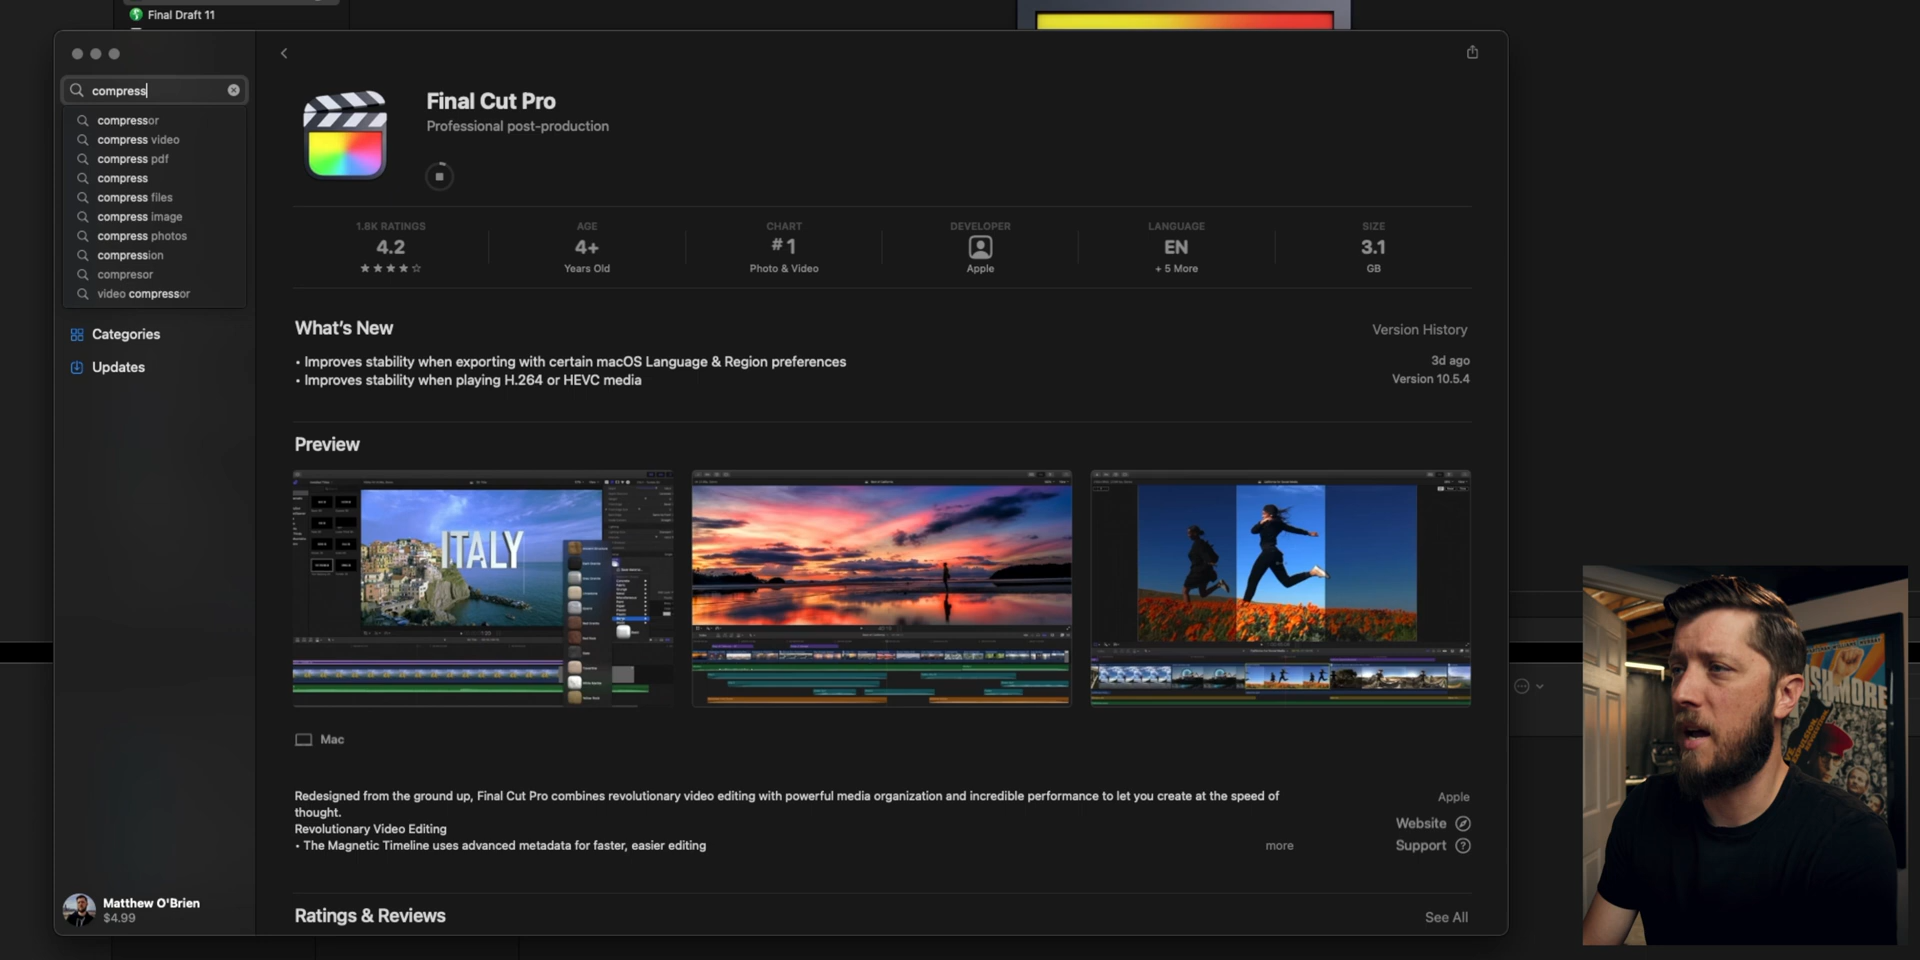 Final Draft 11
compress
compressor
compress video
compress pdf
compress
compress files
compress image
compress photos
compression
compresor
video compressor
Categories
Updates
Matthew O'Brien
$4.99
Final Cut Pro
Professional post-production
1.8K RATINGS
4.2
AGE
4+
Years Old
CHART
#1
Photo & Video
DEVELOPER
Apple
LANGUAGE
EN
+ 5 More
SIZE
3.1
GB
What's New
Version History
• Improves stability when exporting with certain macOS Language & Region preferences
3d ago
• Improves stability when playing H.264 or HEVC media
Version 10.5.4
Preview
ITALY
Mac
Redesigned from the ground up, Final Cut Pro combines revolutionary video editing with powerful media organization and incredible performance to let you create at the speed of
thought.
Revolutionary Video Editing
• The Magnetic Timeline uses advanced metadata for faster, easier editing
more
Apple
Website
Support
Ratings & Reviews
See All